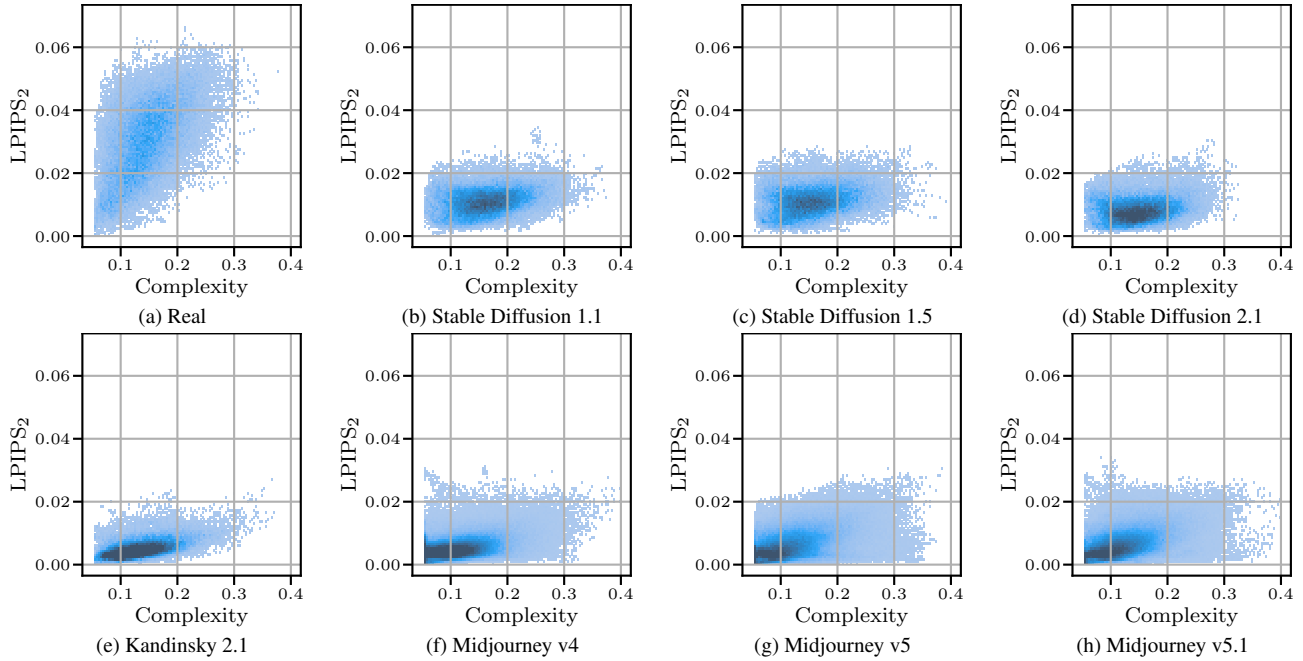 LPIPS₂
0.06
0.04
0.02
0.00
0.1 0.2 0.3 0.4
Complexity
(a) Real
LPIPS₂
0.06
0.04
0.02
0.00
0.1 0.2 0.3 0.4
Complexity
(b) Stable Diffusion 1.1
LPIPS₂
0.06
0.04
0.02
0.00
0.1 0.2 0.3 0.4
Complexity
(c) Stable Diffusion 1.5
LPIPS₂
0.06
0.04
0.02
0.00
0.1 0.2 0.3 0.4
Complexity
(d) Stable Diffusion 2.1
LPIPS₂
0.06
0.04
0.02
0.00
0.1 0.2 0.3 0.4
Complexity
(e) Kandinsky 2.1
LPIPS₂
0.06
0.04
0.02
0.00
0.1 0.2 0.3 0.4
Complexity
(f) Midjourney v4
LPIPS₂
0.06
0.04
0.02
0.00
0.1 0.2 0.3 0.4
Complexity
(g) Midjourney v5
LPIPS₂
0.06
0.04
0.02
0.00
0.1 0.2 0.3 0.4
Complexity
(h) Midjourney v5.1